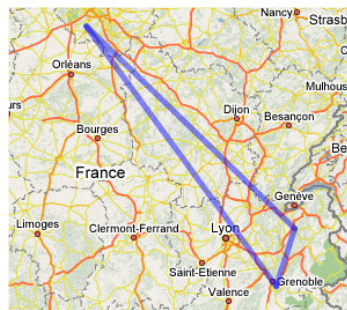 Nancy
Strasb
Orléans
urs
Mulhous
Dijon
Besançon
Bourges
Be
France
Genève
Limoges
Clermont-Ferrand
Lyon
Saint-Etienne
Grenoble
Valence